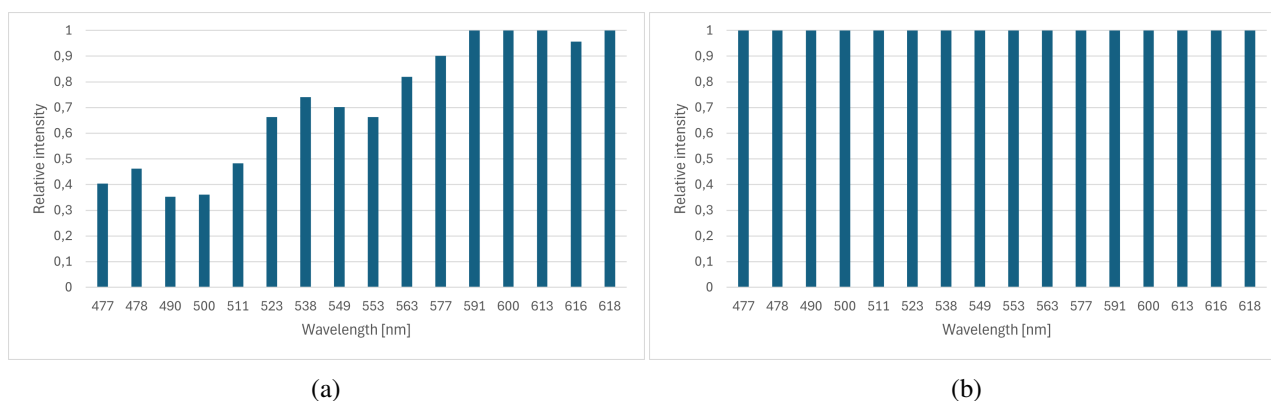 1
0,9
0,8
0,7
0,6
0,5
0,4
0,3
0,2
0,1
0
Relative intensity
477 478 490 500 511 523 538 549 553 563 577 591 600 613 616 618
Wavelength [nm]
(a)
1
0,9
0,8
0,7
0,6
0,5
0,4
0,3
0,2
0,1
0
Relative intensity
477 478 490 500 511 523 538 549 553 563 577 591 600 613 616 618
Wavelength [nm]
(b)